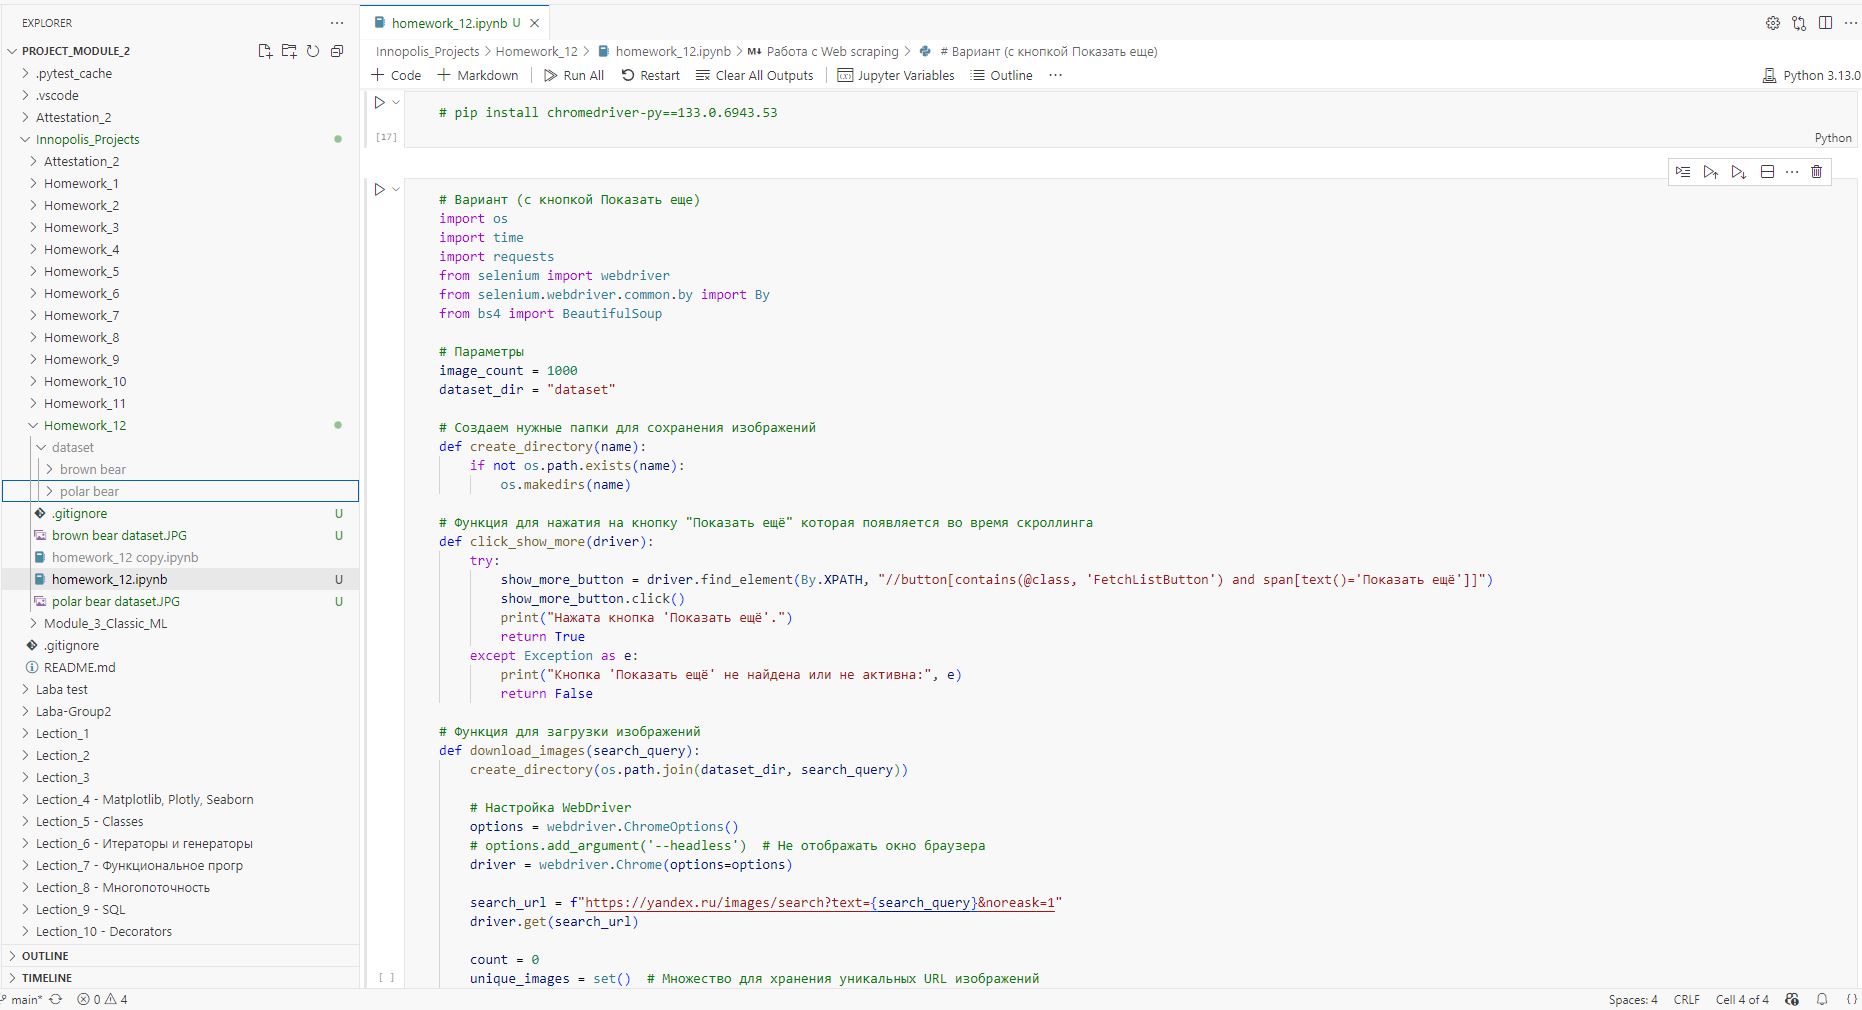 EXPLORER
PROJECT_MODULE_2
.pytest_cache
.vscode
Attestation_2
Innopolis_Projects
Attestation_2
Homework_1
Homework_2
Homework_3
Homework_4
Homework_5
Homework_6
Homework_7
Homework_8
Homework_9
Homework_10
Homework_11
Homework_12
dataset
brown bear
polar bear
.gitignore U
brown bear dataset.JPG U
homework_12 copy.ipynb
homework_12.ipynb U
polar bear dataset.JPG U
Module_3_Classic_ML
.gitignore
README.md
Laba test
Laba-Group2
Lection_1
Lection_2
Lection_3
Lection_4 - Matplotlib, Plotly, Seaborn
Lection_5 - Classes
Lection_6 - Итераторы и генераторы
Lection_7 - Функциональное прогр
Lection_8 - Многопоточность
Lection_9 - SQL
Lection_10 - Decorators
OUTLINE
TIMELINE
homework_12.ipynb U
Innopolis_Projects > Homework_12 > homework_12.ipynb > M↓ Работа с Web scraping > # Вариант (с кнопкой Показать еще)
+ Code + Markdown Run All Restart Clear All Outputs Jupyter Variables Outline ... Python 3.13.0
# pip install chromedriver-py==133.0.6943.53
[17]
Python
# Вариант (с кнопкой Показать еще)
import os
import time
import requests
from selenium import webdriver
from selenium.webdriver.common.by import By
from bs4 import BeautifulSoup
# Параметры
image_count = 1000
dataset_dir = "dataset"
# Создаем нужные папки для сохранения изображений
def create_directory(name):
if not os.path.exists(name):
os.makedirs(name)
# Функция для нажатия на кнопку "Показать ещё" которая появляется во время скроллинга
def click_show_more(driver):
try:
show_more_button = driver.find_element(By.XPATH, "//button[contains(@class, 'FetchListButton') and span[text()='Показать ещё']]")
show_more_button.click()
print("Нажата кнопка 'Показать ещё'.")
return True
except Exception as e:
print("Кнопка 'Показать ещё' не найдена или не активна:", e)
return False
# Функция для загрузки изображений
def download_images(search_query):
create_directory(os.path.join(dataset_dir, search_query))
# Настройка WebDriver
options = webdriver.ChromeOptions()
# options.add_argument('--headless')  # Не отображать окно браузера
driver = webdriver.Chrome(options=options)
search_url = f"https://yandex.ru/images/search?text={search_query}&noreask=1"
driver.get(search_url)
count = 0
unique_images = set()  # Множество для хранения уникальных URL изображений
[ ]
main* 0 4
Spaces: 4 CRLF Cell 4 of 4